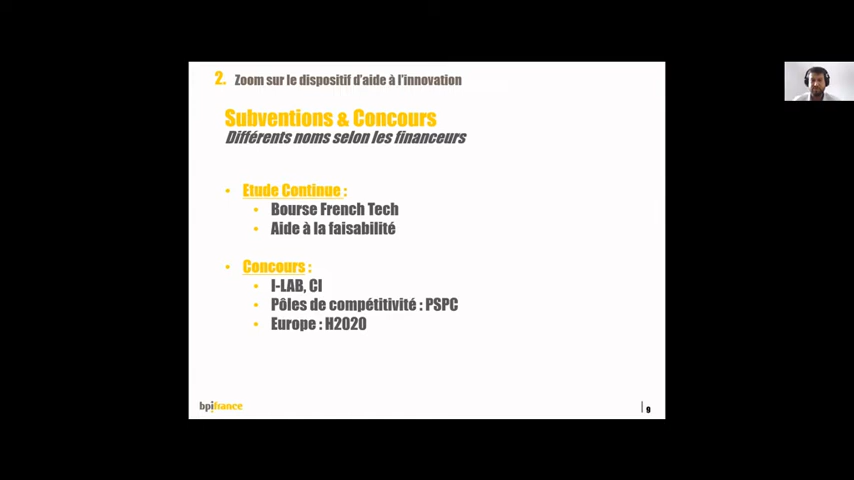 2. Zoom sur le dispositif d'aide à l'innovation
Subventions & Concours
Différents noms selon les financeurs
• Etude Continue :
• Bourse French Tech
• Aide à la faisabilité
• Concours :
• I-LAB, CI
• Pôles de compétitivité : PSPC
• Europe : H2020
bpifrance
9